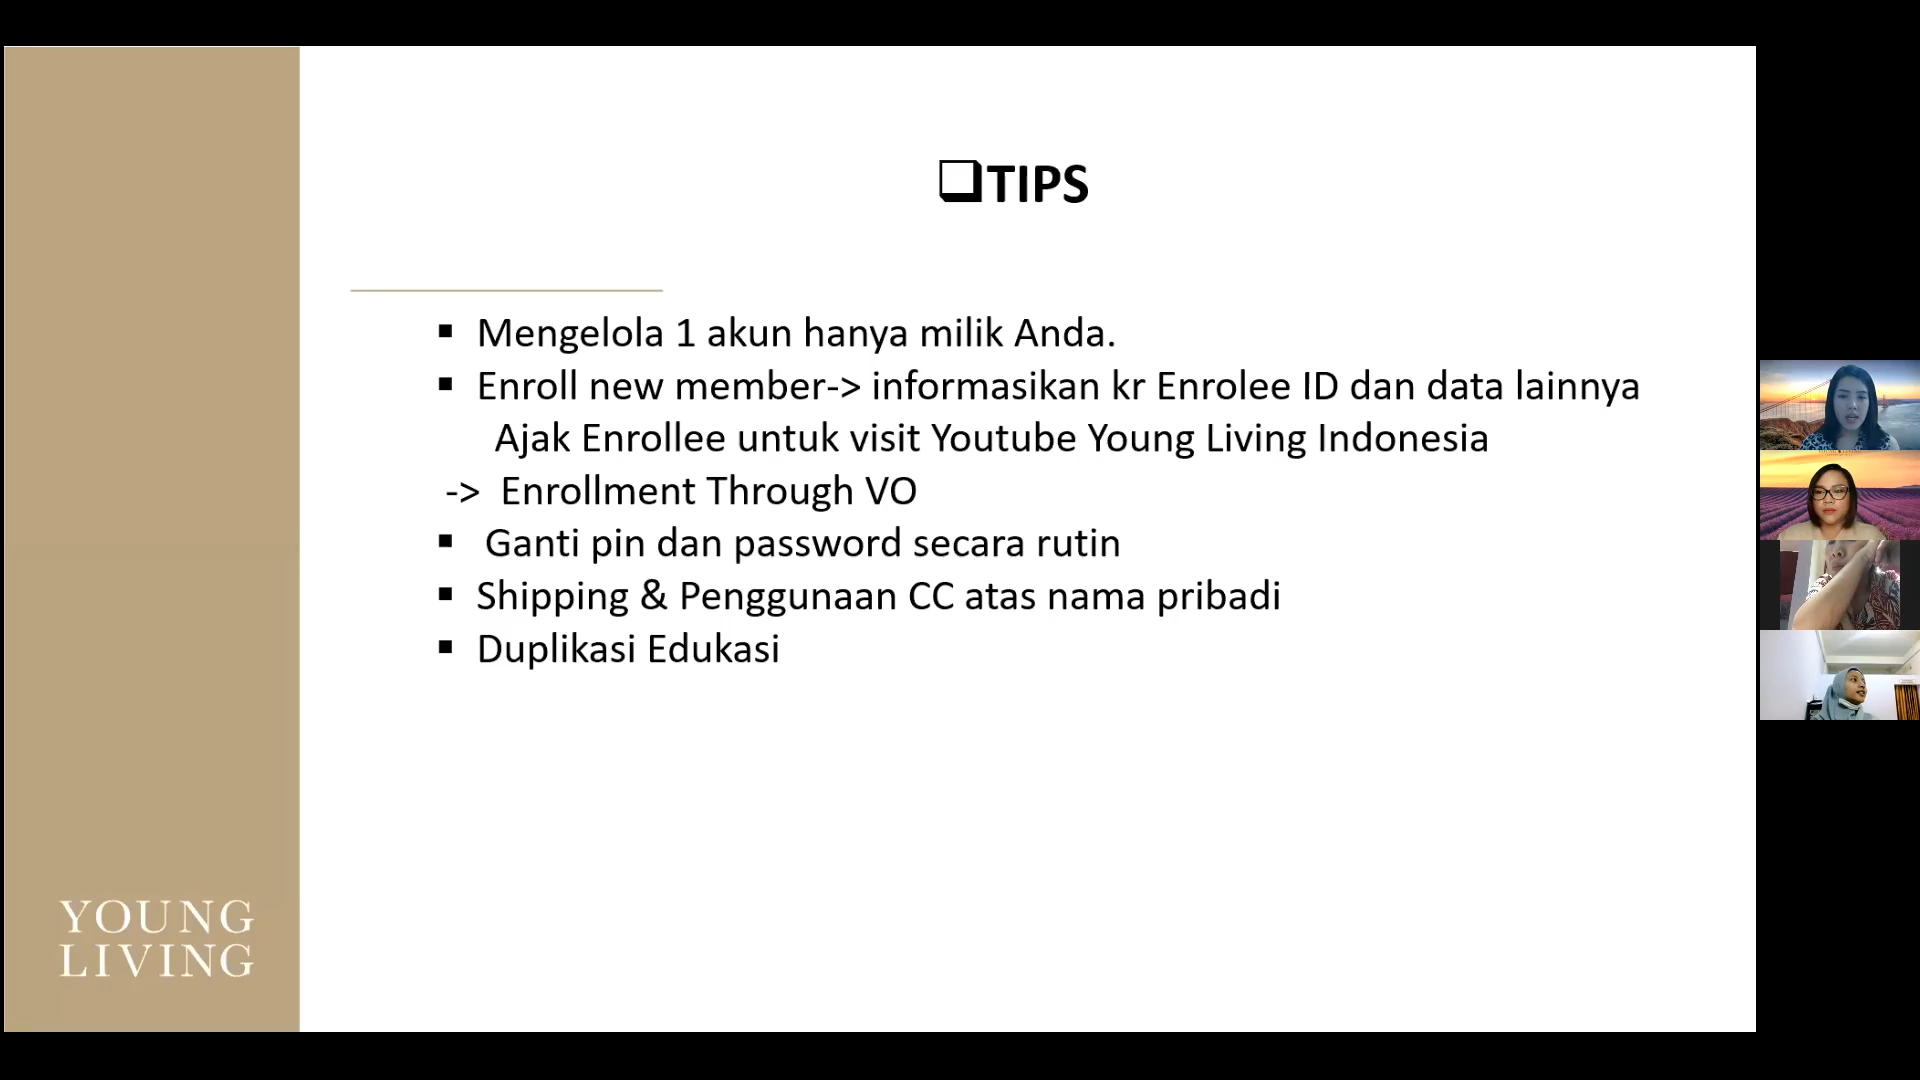 ❑TIPS
▪ Mengelola 1 akun hanya milik Anda.
▪ Enroll new member-> informasikan kr Enrolee ID dan data lainnya
Ajak Enrollee untuk visit Youtube Young Living Indonesia
-> Enrollment Through VO
▪ Ganti pin dan password secara rutin
▪ Shipping & Penggunaan CC atas nama pribadi
▪ Duplikasi Edukasi
YOUNG
LIVING